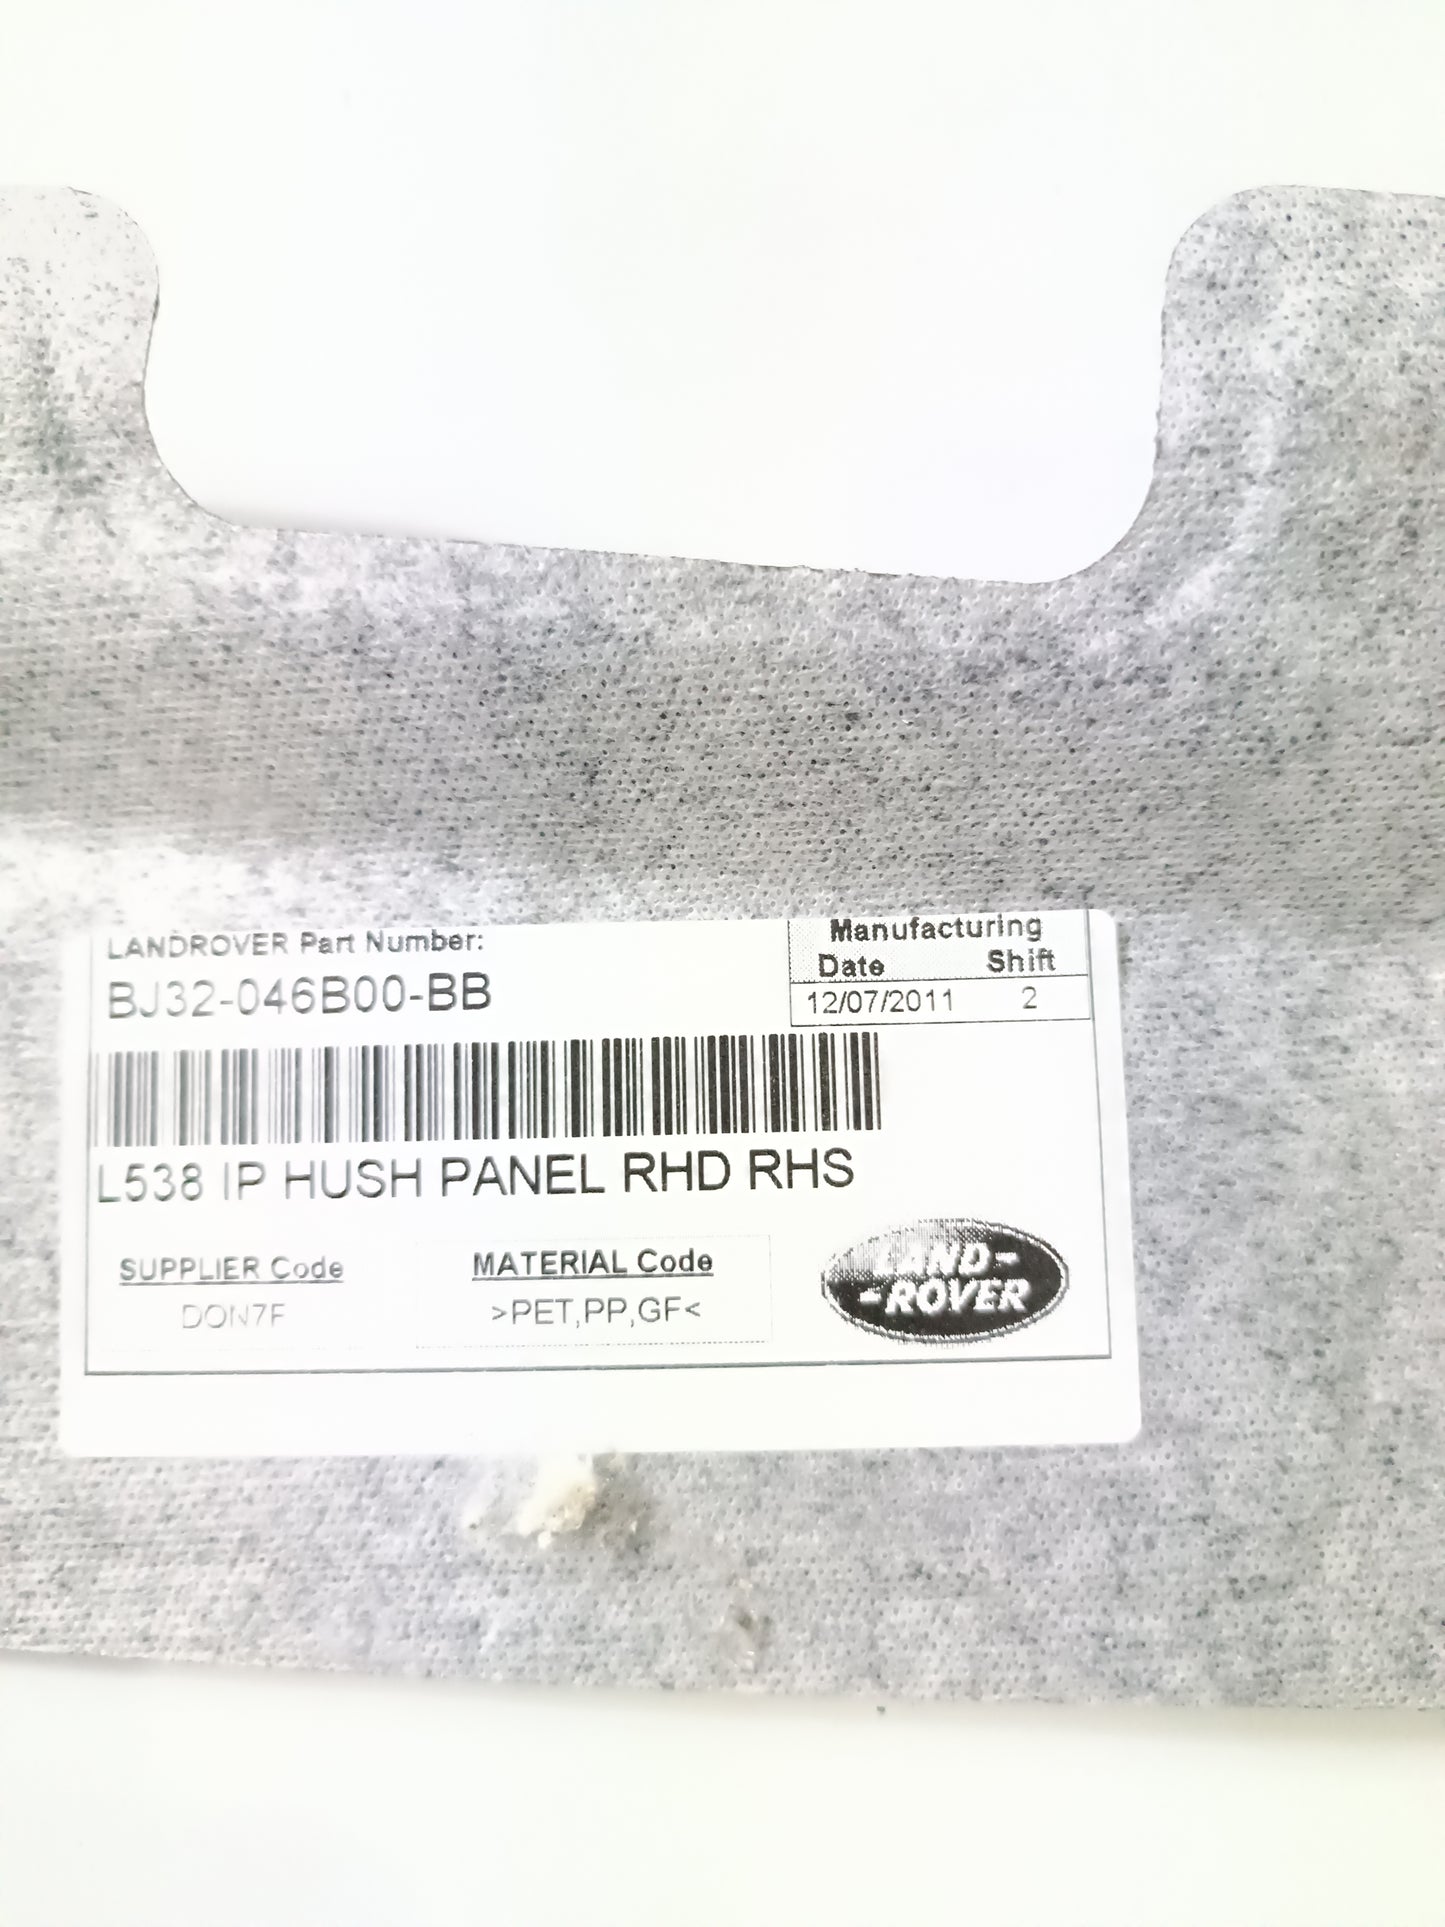 LANDROVER Part Number:
BJ32-046B00-BB
Manufacturing
Date Shift
12/07/2011 2
L538 IP HUSH PANEL RHD RHS
SUPPLIER Code
DON7F
MATERIAL Code
>PET,PP,GF<
LAND-
-ROVER